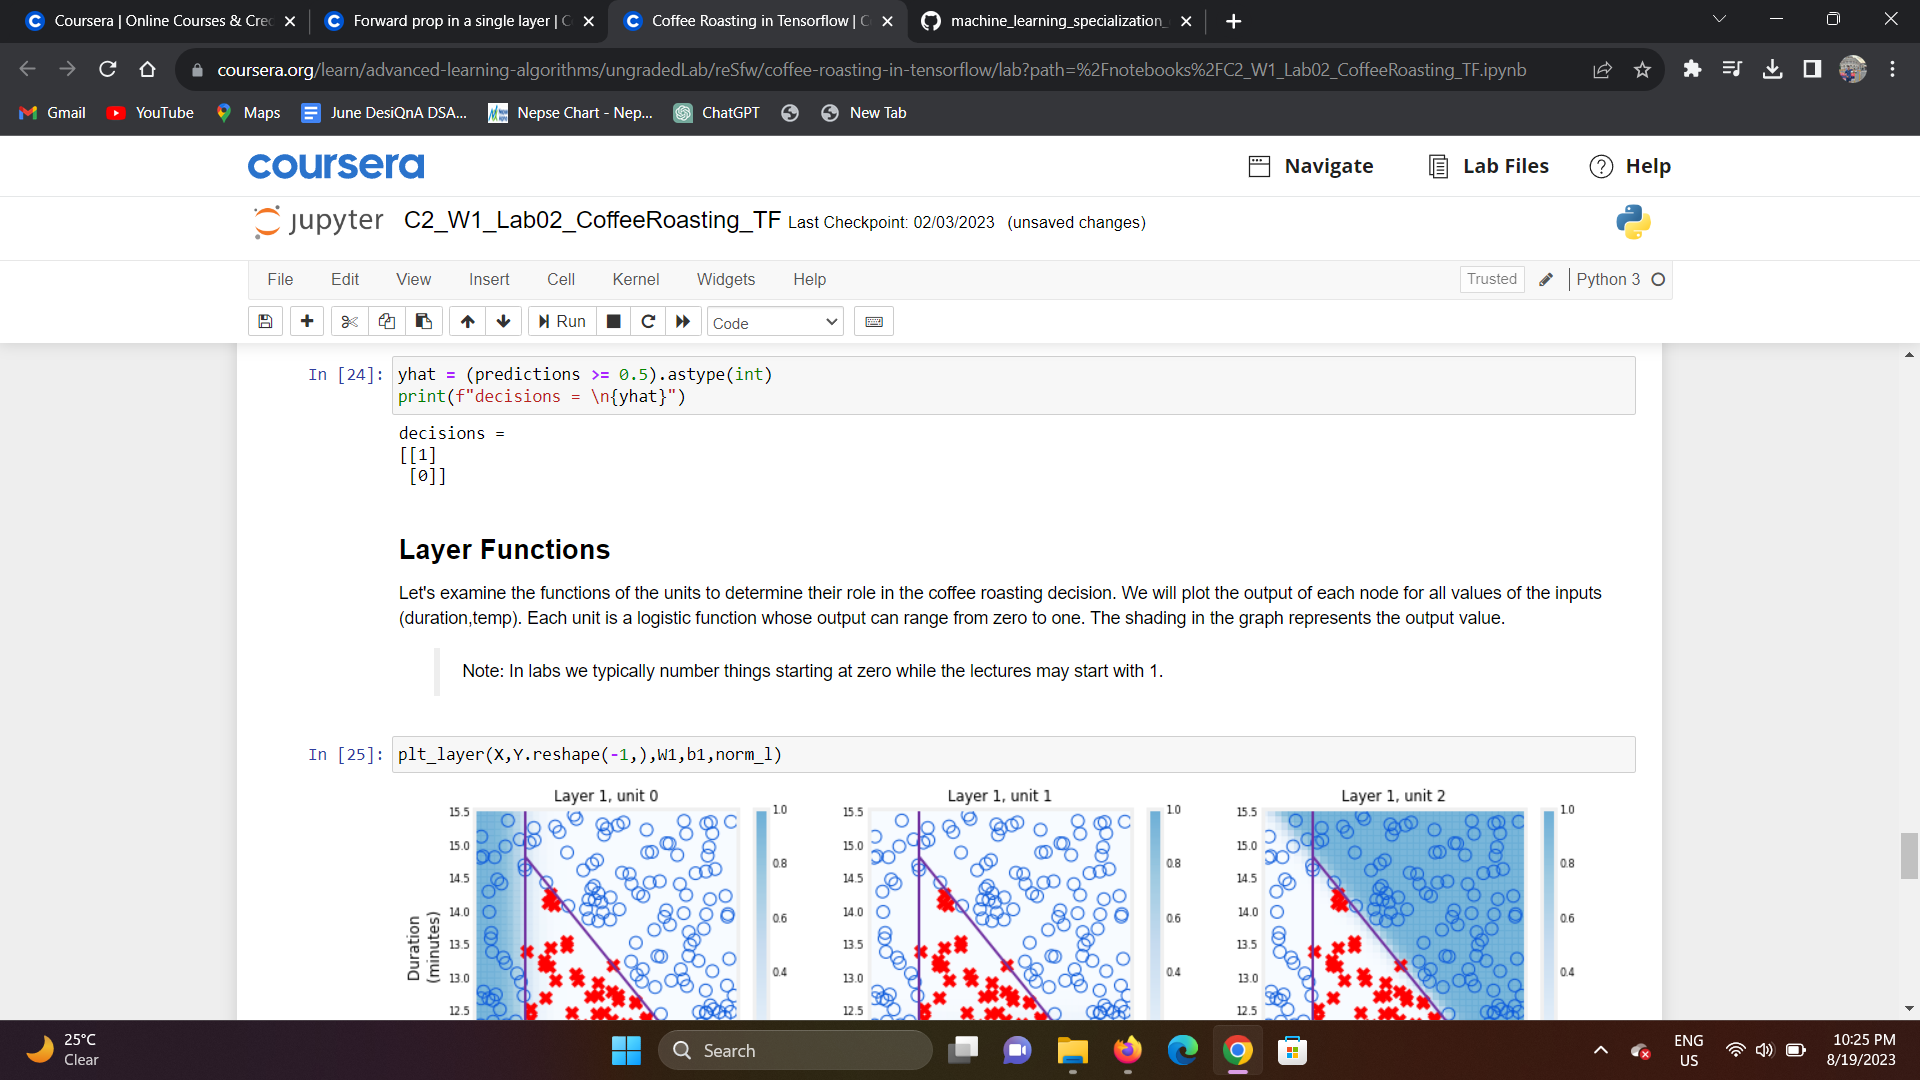 Coursera | Online Courses & Cre
Forward prop in a single layer | C
Coffee Roasting in Tensorflow | C
machine_learning_specialization_
coursera.org/learn/advanced-learning-algorithms/ungradedLab/reSfw/coffee-roasting-in-tensorflow/lab?path=%2Fnotebooks%2FC2_W1_Lab02_CoffeeRoasting_TF.ipynb
Gmail YouTube Maps June DesiQnA DSA... Nepse Chart - Nep... ChatGPT New Tab
coursera Navigate Lab Files Help
jupyter C2_W1_Lab02_CoffeeRoasting_TF Last Checkpoint: 02/03/2023 (unsaved changes)
File Edit View Insert Cell Kernel Widgets Help Trusted Python 3
Run Code
In [24]: yhat = (predictions >= 0.5).astype(int)
print(f"decisions = \n{yhat}")
decisions =
[[1]
[0]]
Layer Functions
Let's examine the functions of the units to determine their role in the coffee roasting decision. We will plot the output of each node for all values of the inputs
(duration,temp). Each unit is a logistic function whose output can range from zero to one. The shading in the graph represents the output value.
Note: In labs we typically number things starting at zero while the lectures may start with 1.
In [25]: plt_layer(X,Y.reshape(-1,),W1,b1,norm_l)
Layer 1, unit 0
15.5
15.0
14.5
14.0
13.5
13.0
12.5
Duration
(minutes)
1.0
0.8
0.6
0.4
Layer 1, unit 1
15.5
15.0
14.5
14.0
13.5
13.0
12.5
1.0
0.8
0.6
0.4
Layer 1, unit 2
15.5
15.0
14.5
14.0
13.5
13.0
12.5
1.0
0.8
0.6
0.4
25°C
Clear
Search
ENG
US
10:25 PM
8/19/2023